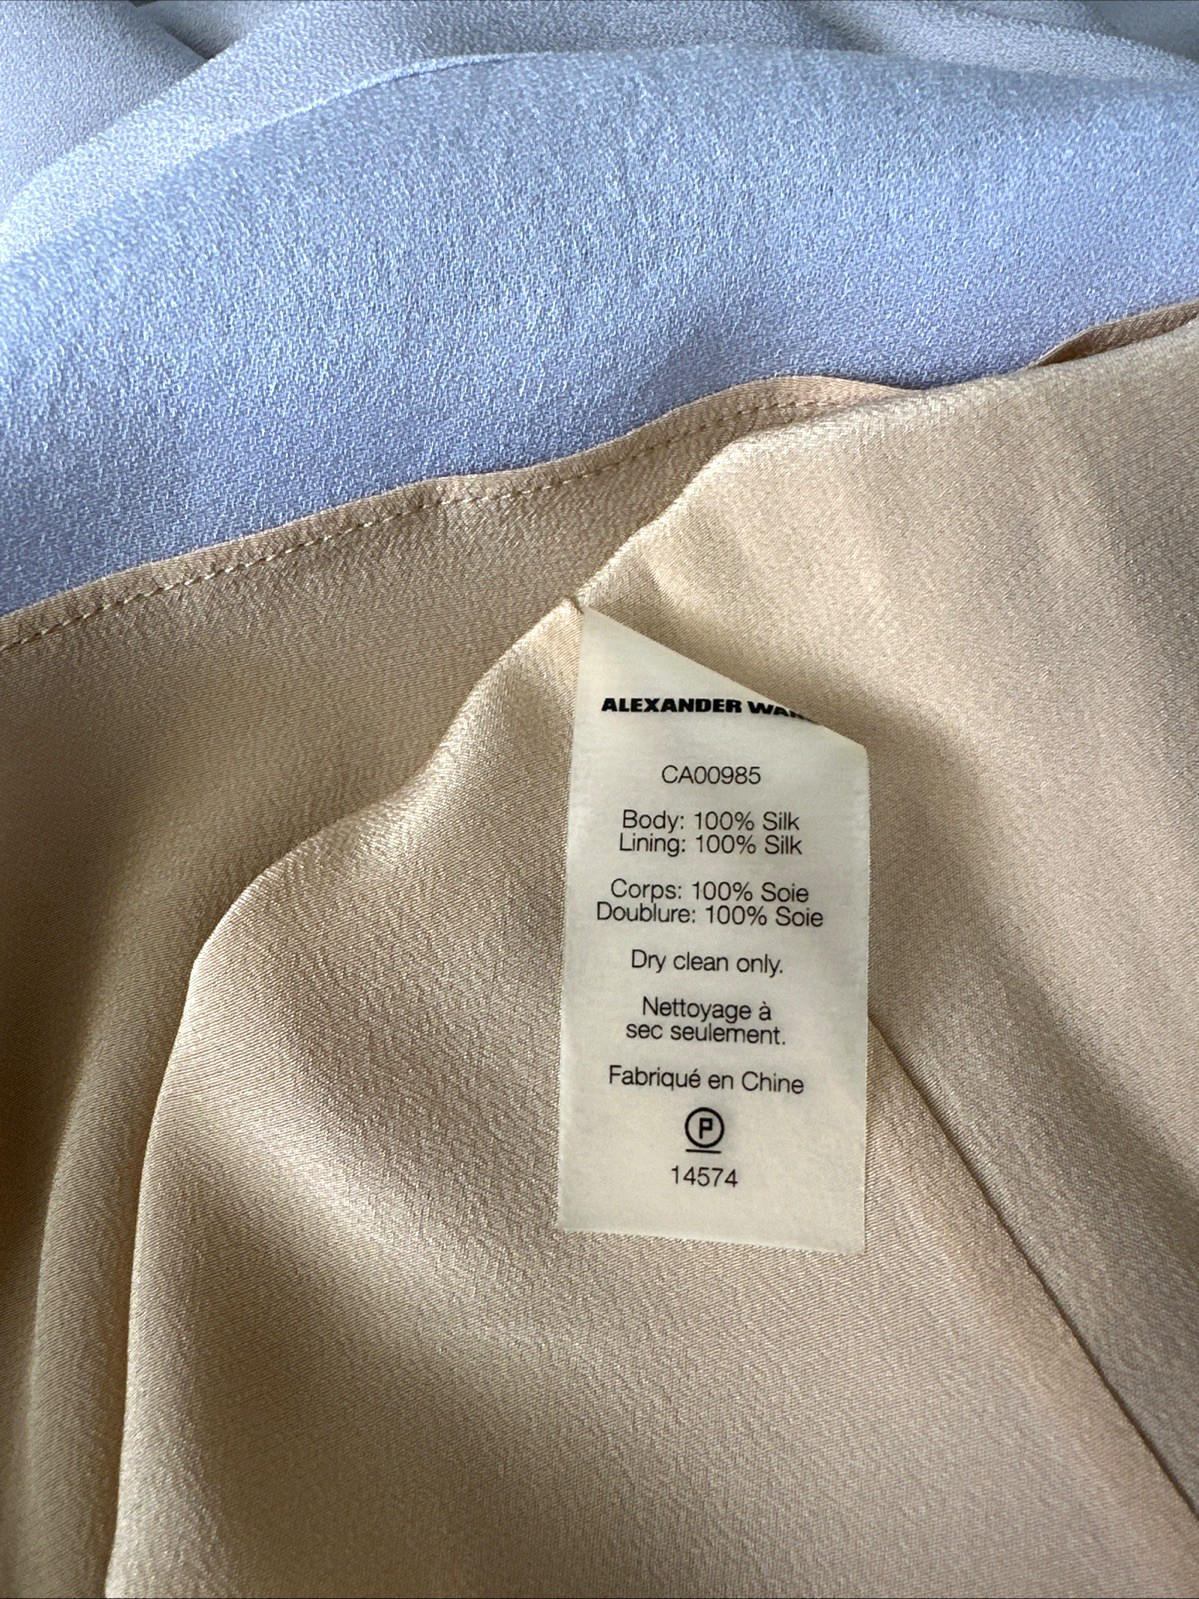 ALEXANDER
CA00985
Body: 100% Silk
Lining: 100% Silk
Corps: 100% Soie
Doublure: 100% Soie
Dry clean only.
Nettoyage à
sec seulement.
Fabriqué en Chine
P
14574